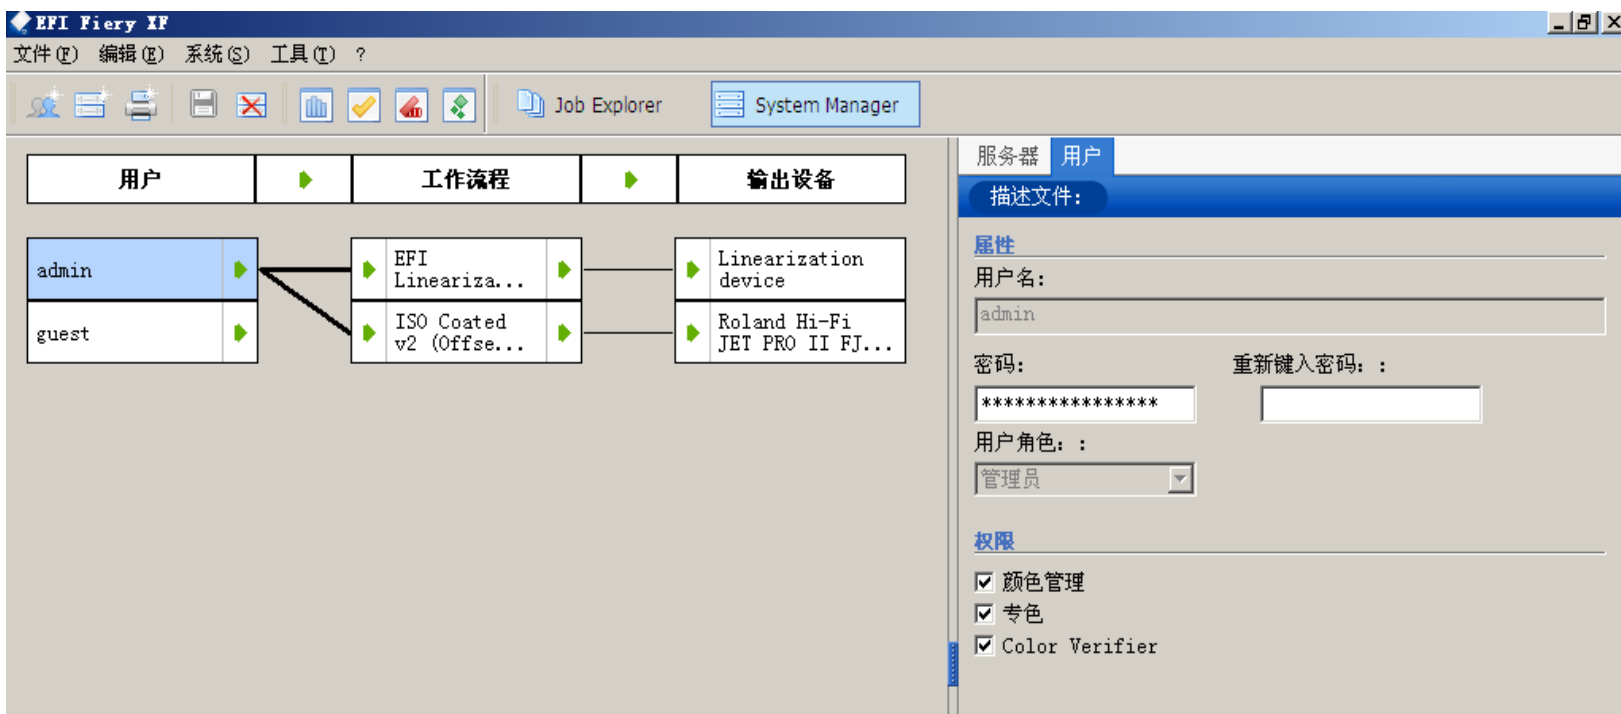 EFI Fiery XF
文件(F) 编辑(E) 系统(S) 工具(T) ?
Job Explorer System Manager
用户 工作流程 输出设备
admin
EFI
Lineariza...
Linearization
device
guest
ISO Coated
v2 (Offse...
Roland Hi-Fi
JET PRO II FJ...
服务器 用户
描述文件:
属性
用户名:
admin
密码: 重新键入密码: :
****************
用户角色: :
管理员
权限
颜色管理
专色
Color Verifier